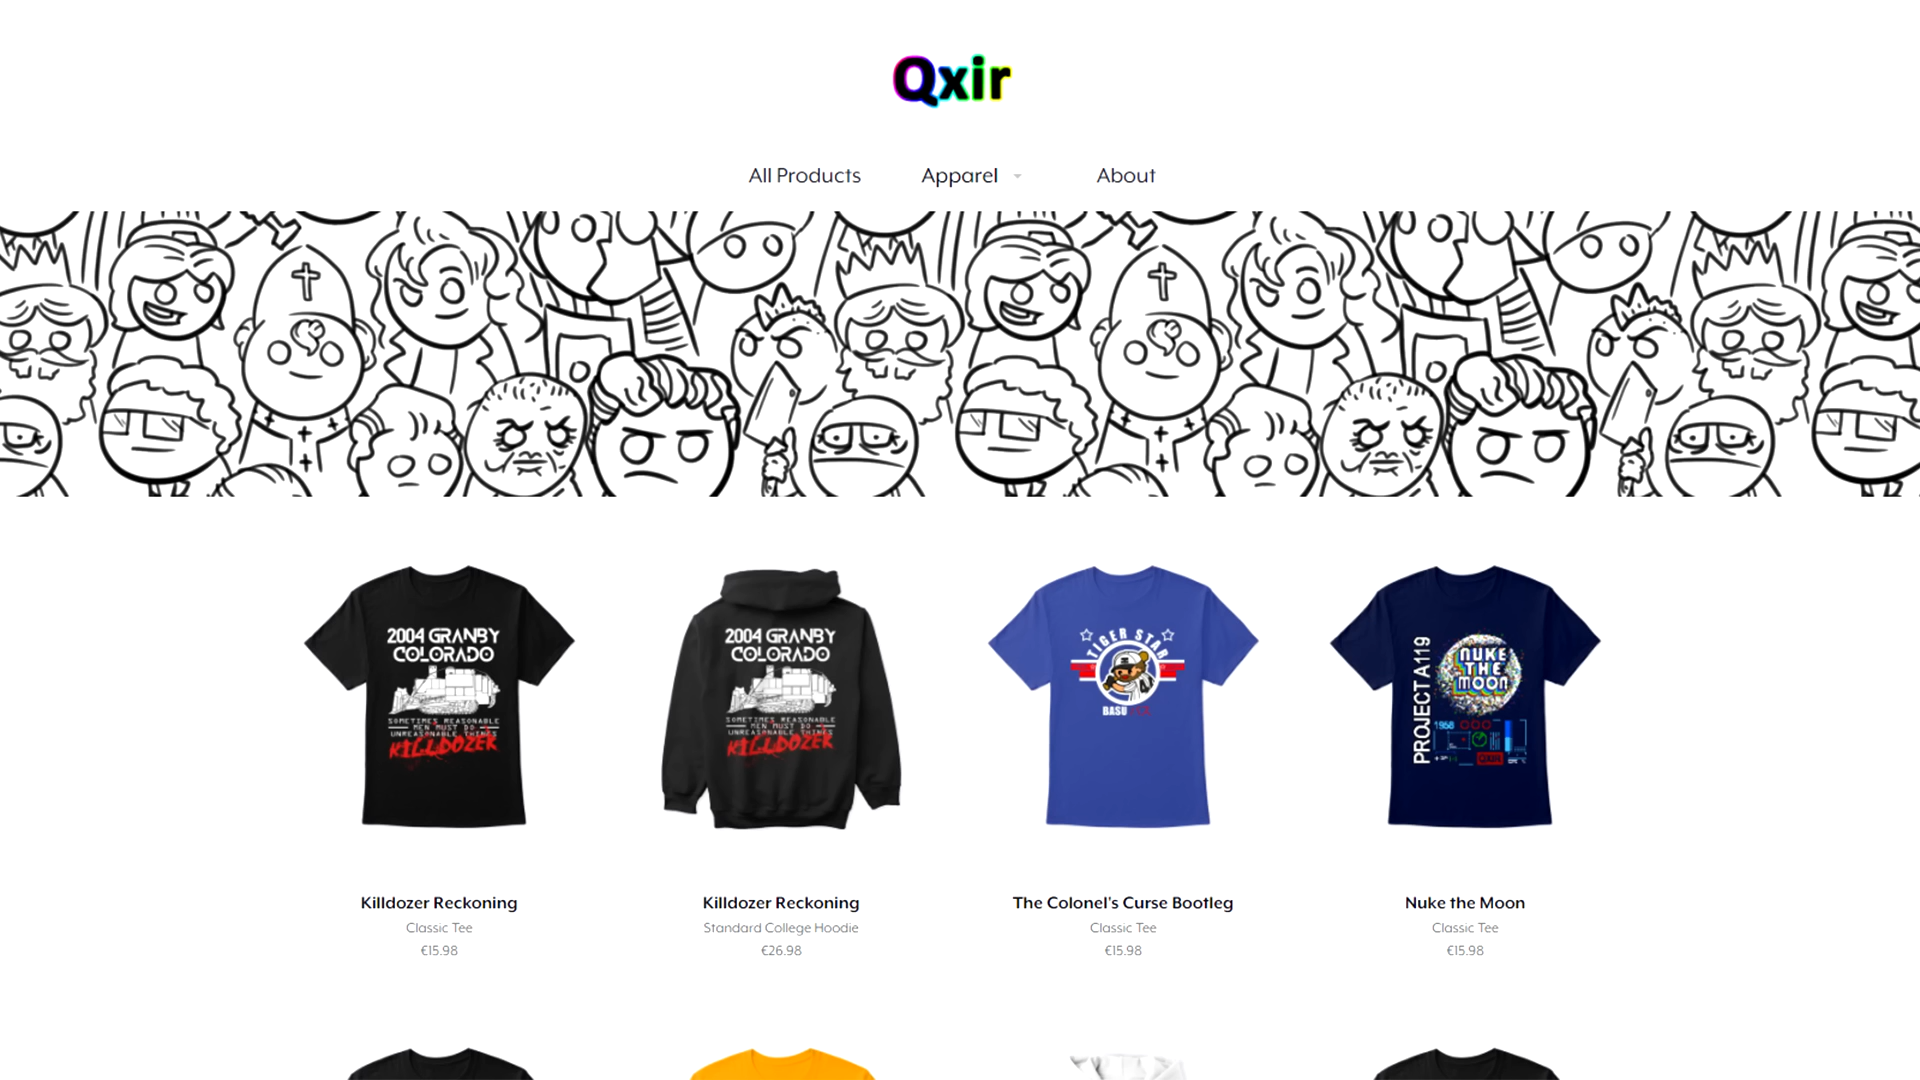 Qxir
All Products
Apparel
About
2004 GRANBY
COLORADO
SOMETIMES REASONABLE
MEN MUST DO
UNREASONABLE THINGS
KILLDOZER
2004 GRANBY
COLORADO
SOMETIMES REASONABLE
MEN MUST DO
UNREASONABLE THINGS
KILLDOZER
TIGER STAR
BASU
PROJECT A119
NUKE
THE
MOON
1958
Killdozer Reckoning
Classic Tee
€15.98
Killdozer Reckoning
Standard College Hoodie
€26.98
The Colonel's Curse Bootleg
Classic Tee
€15.98
Nuke the Moon
Classic Tee
€15.98